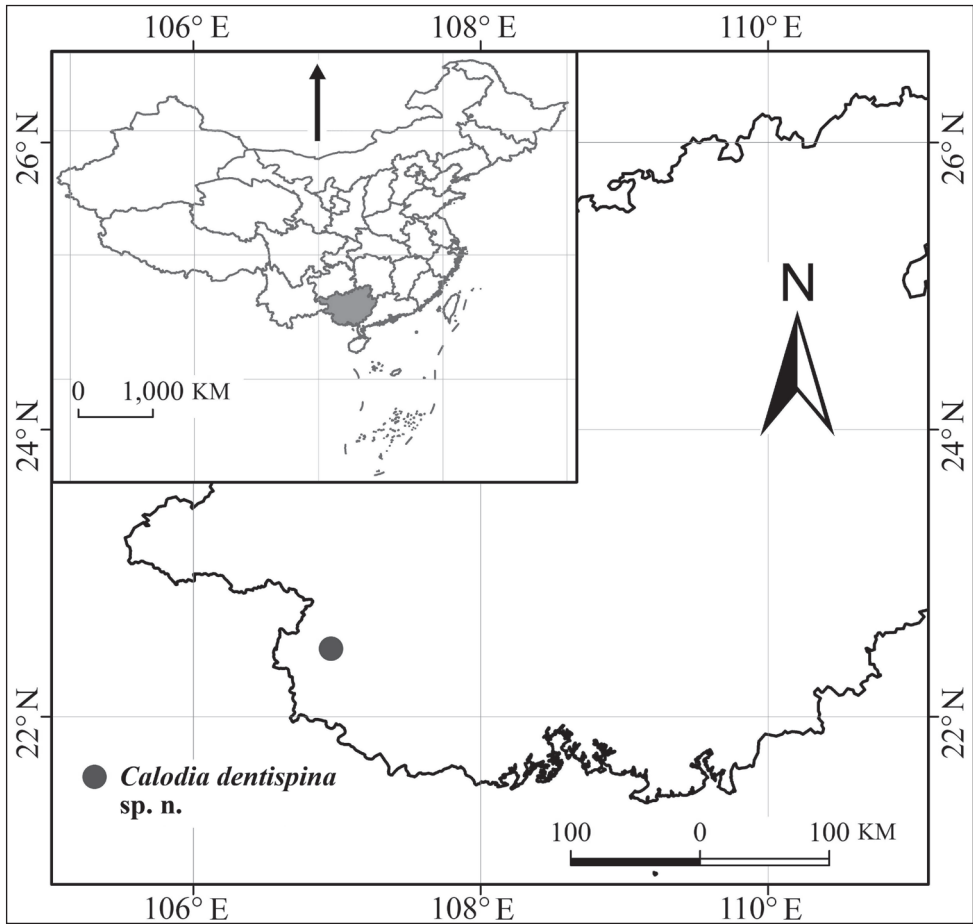 106° E 108° E 110° E
26° N
26° N
N
0 1,000 KM
24° N
24° N
22° N
22° N
Calodia dentispina
sp. n.
100 0 100 KM
106° E 108° E 110° E